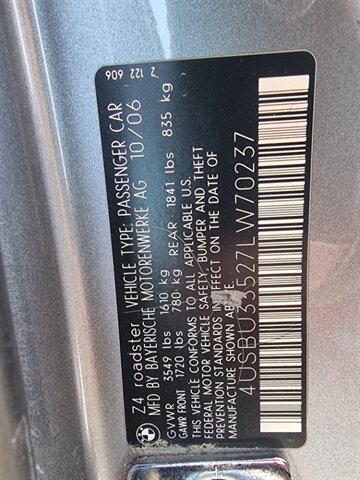 7 122 606
Z4 roadster
VEHICLE TYPE: PASSENGER CAR
MFD BY BAYERISCHE MOTORENWERKE AG 10/06
GVWR 3549 lbs 1610 kg
GAWR FRONT 1720 lbs 780 kg REAR 1841 lbs 835 kg
THIS VEHICLE CONFORMS TO ALL APPLICABLE
FEDERAL MOTOR VEHICLE SAFETY, BUMPER AND THEFT
PREVENTION STANDARDS IN EFFECT ON THE DATE OF
MANUFACTURE SHOWN ABOVE.
4USBU33527LW70237